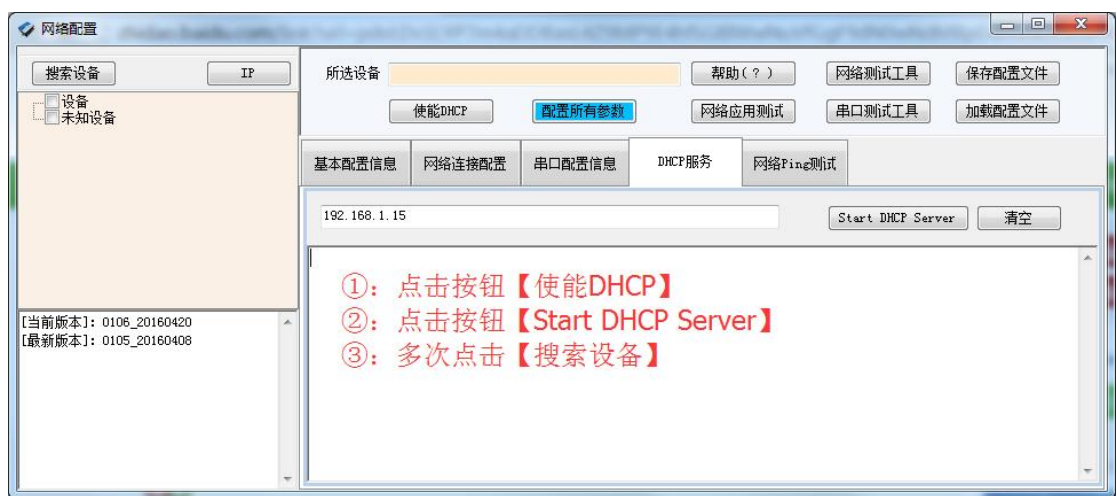 网络配置
搜索设备
IP
设备
未知设备
[当前版本]: 0106_20160420
[最新版本]: 0105_20160408
所选设备
帮助(?)
网络测试工具
保存配置文件
使能DHCP
配置所有参数
网络应用测试
串口测试工具
加载配置文件
基本配置信息
网络连接配置
串口配置信息
DHCP服务
网络Ping测试
192.168.1.15
Start DHCP Server
清空
①：点击按钮【使能DHCP】
②：点击按钮【Start DHCP Server】
③：多次点击【搜索设备】